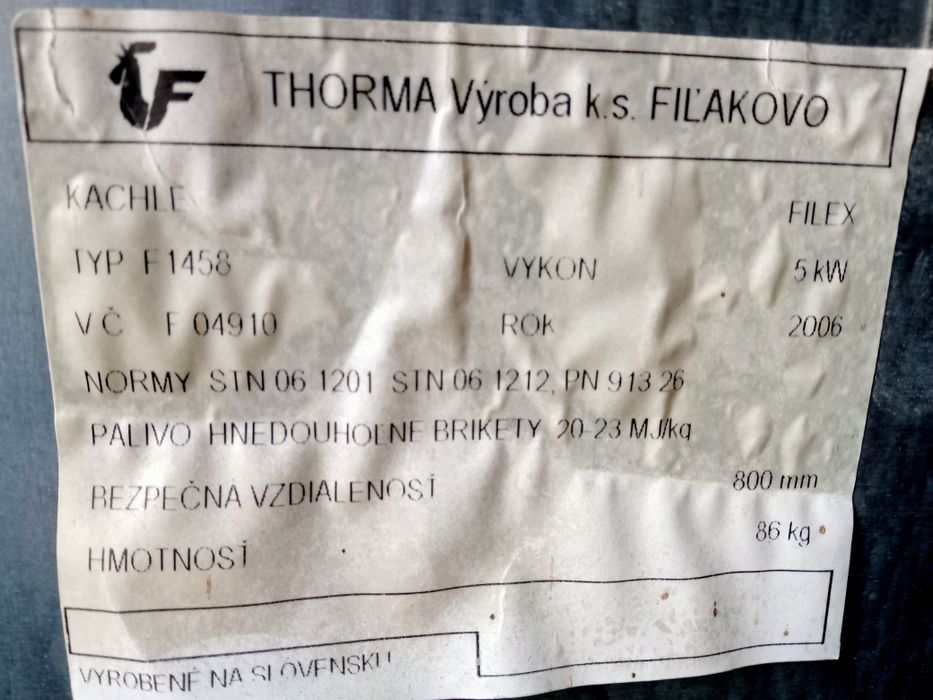 THORMA Výroba k.s. FIĽAKOVO
KACHLE FILEX
TYP F 1458 VÝKON 5 kW
V Č F 04910 ROK 2006
NORMY STN 06 1201 STN 06 1212, PN 913 26
PALIVO HNEDOUHOĽNÉ BRIKETY 20-23 MJ/kg
BEZPEČNÁ VZDIALENOSŤ 800 mm
HMOTNOSŤ 86 kg
VYROBENÉ NA SLOVENSKU